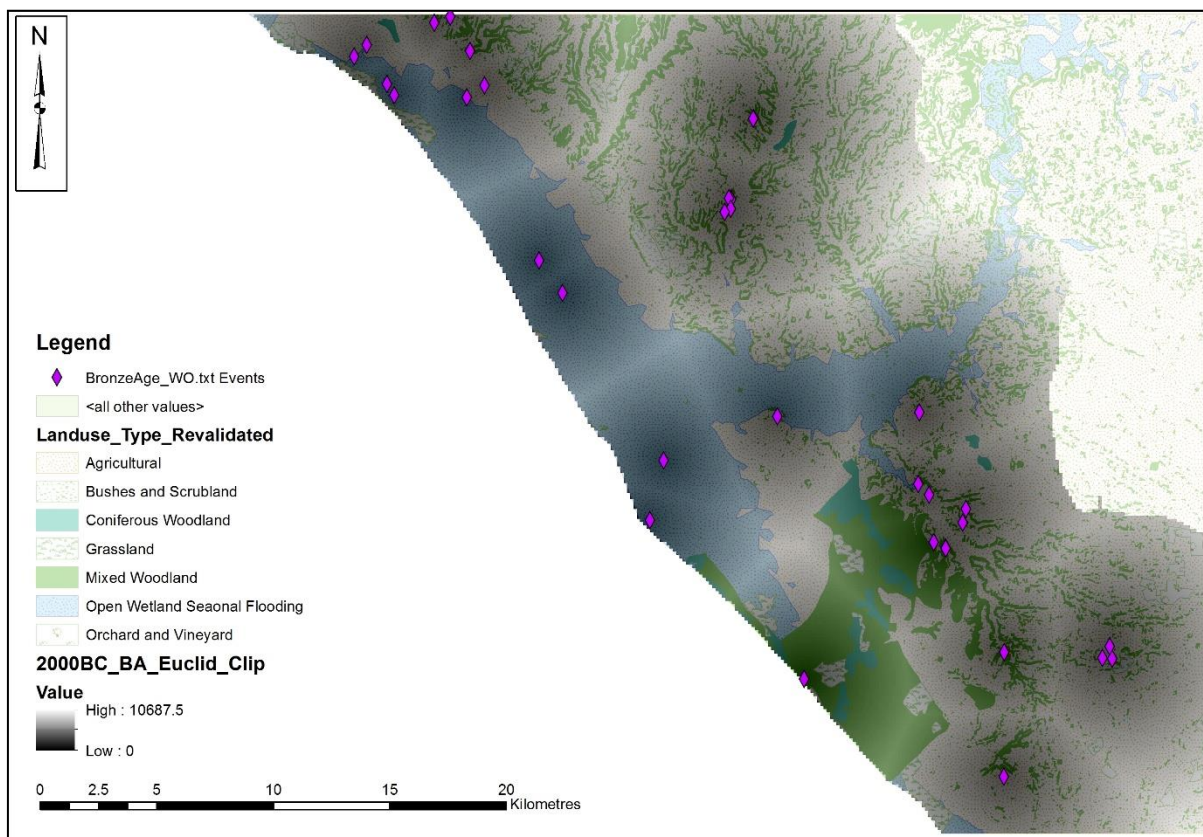 N
Legend
BronzeAge_WO.txt Events
<all other values>
Landuse_Type_Revalidated
Agricultural
Bushes and Scrubland
Coniferous Woodland
Grassland
Mixed Woodland
Open Wetland Seaonal Flooding
Orchard and Vineyard
2000BC_BA_Euclid_Clip
Value
High : 10687.5
Low : 0
0 2.5 5 10 15 20
Kilometres